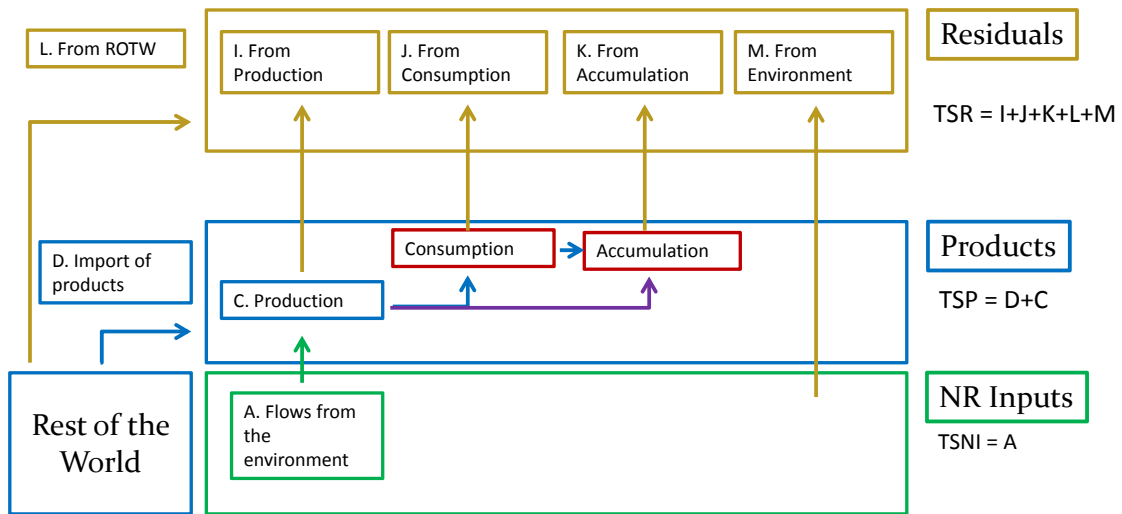 L. From ROTW
I. From
Production
J. From
Consumption
K. From
Accumulation
M. From
Environment
Residuals
TSR = I+J+K+L+M
D. Import of
products
C. Production
Consumption
Accumulation
Products
TSP = D+C
Rest of the
World
A. Flows from
the
environment
NR Inputs
TSNI = A